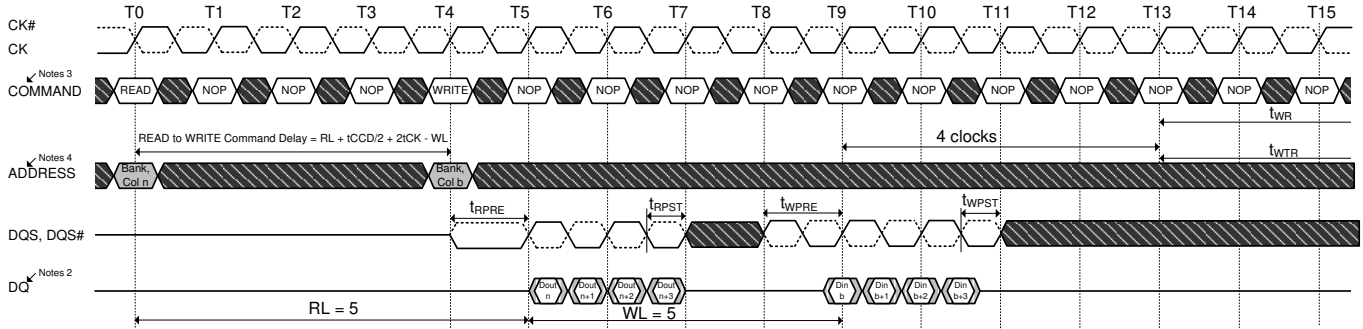 T0 T1 T2 T3 T4 T5 T6 T7 T8 T9 T10 T11 T12 T13 T14 T15
CK#
CK
Notes 3
COMMAND
READ NOP NOP NOP WRITE NOP NOP NOP NOP NOP NOP NOP NOP NOP NOP NOP
tWR
READ to WRITE Command Delay = RL + tCCD/2 + 2tCK - WL
4 clocks
tWTR
Notes 4
ADDRESS
Bank, Col n
Bank, Col b
tRPRE tRPST tWPRE tWPST
DQS, DQS#
Notes 2
DQ
Dout n
Dout n+1
Dout n+2
Dout n+3
Din b
Din b+1
Din b+2
Din b+3
RL = 5 WL = 5